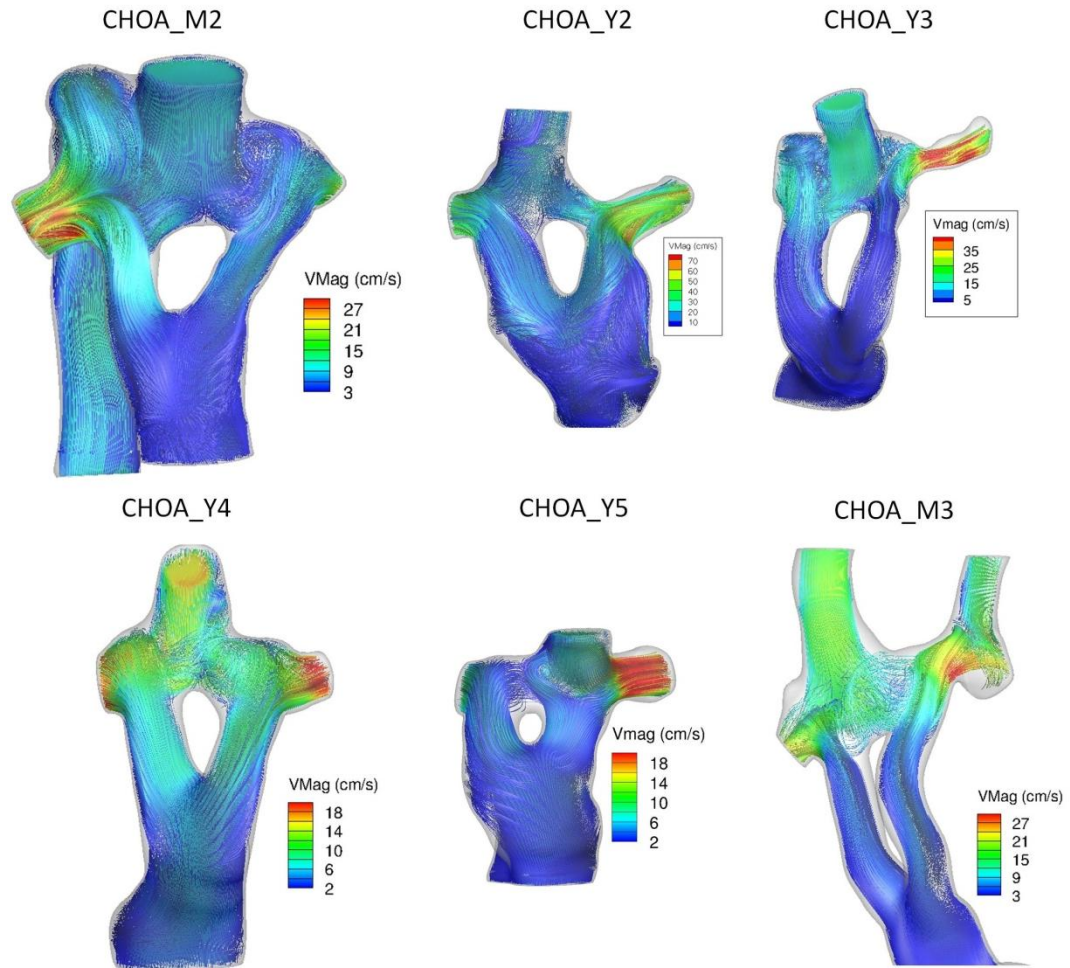 CHOA_M2
CHOA_Y2
CHOA_Y3
VMag (cm/s)
27
21
15
9
3
VMag (cm/s)
70
60
50
40
30
20
10
Vmag (cm/s)
35
25
15
5
CHOA_Y4
CHOA_Y5
CHOA_M3
VMag (cm/s)
18
14
10
6
2
Vmag (cm/s)
18
14
10
6
2
VMag (cm/s)
27
21
15
9
3